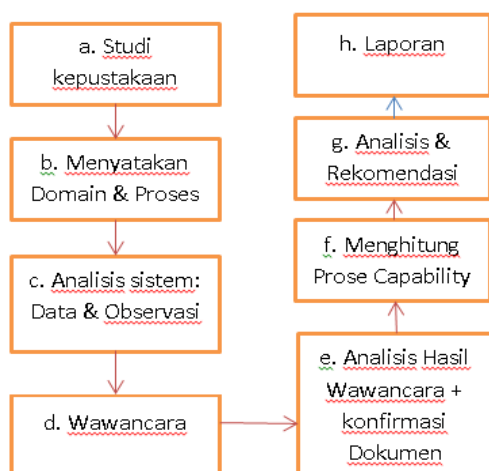 a. Studi
kepustakaan
b. Menyatakan
Domain & Proses
c. Analisis sistem:
Data & Observasi
d. Wawancara
e. Analisis Hasil
Wawancara +
konfirmasi
Dokumen
f. Menghitung
Prose Capability
g. Analisis &
Rekomendasi
h. Laporan